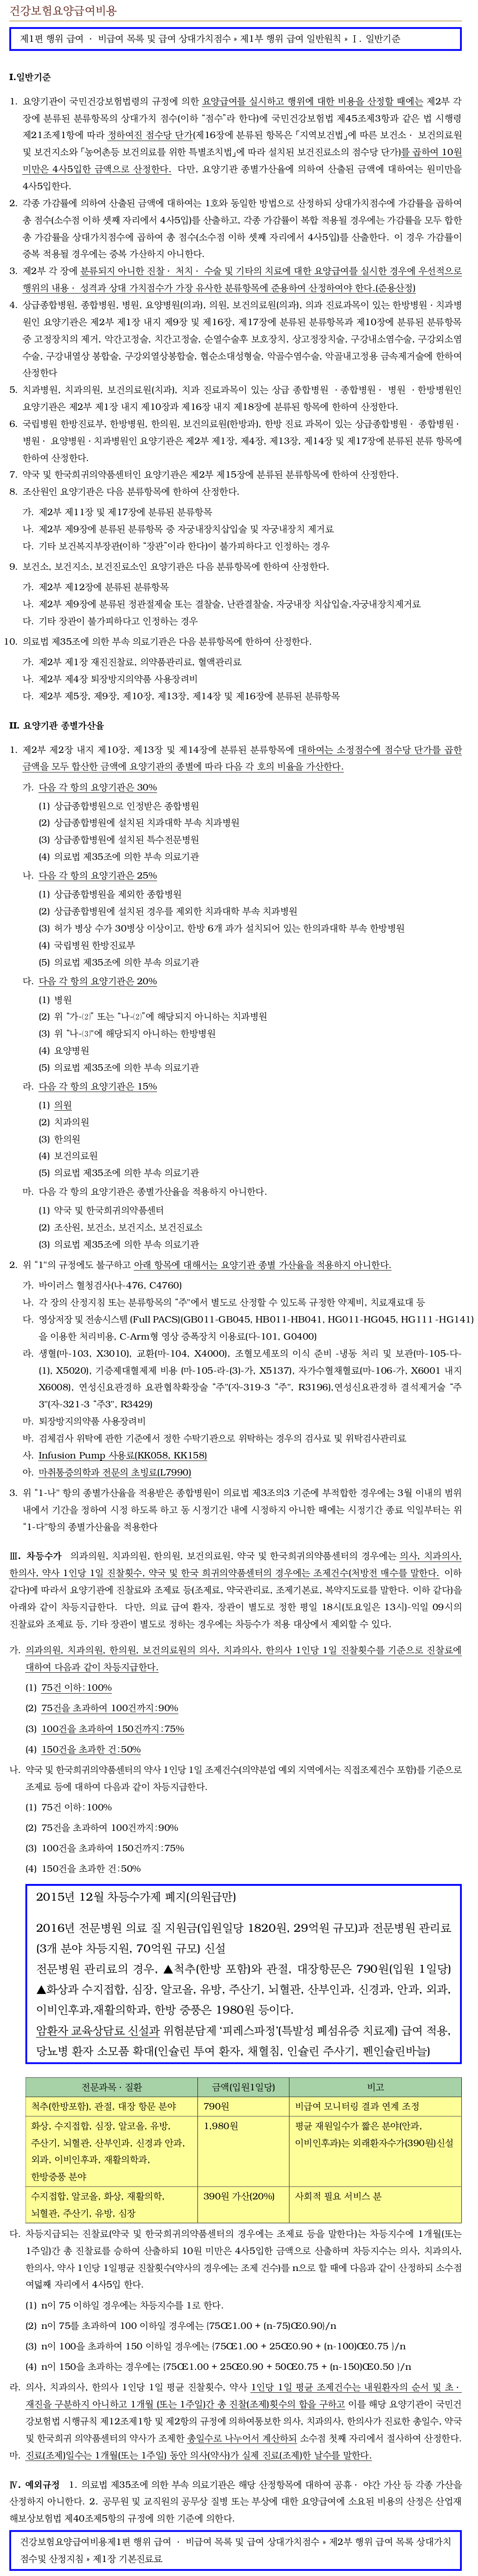 건강보험요양급여비용
제1편 행위 급여 · 비급여 목록 및 급여 상대가치점수 » 제1부 행위 급여 일반원칙 » Ⅰ. 일반기준
I.일반기준
1. 요양기관이 국민건강보험법령의 규정에 의한 요양급여를 실시하고 행위에 대한 비용을 산정할 때에는 제2부 각
장에 분류된 분류항목의 상대가치 점수(이하 "점수"라 한다)에 국민건강보험법 제45조제3항과 같은 법 시행령
제21조제1항에 따라 정하여진 점수당 단가(제16장에 분류된 항목은 「지역보건법」에 따른 보건소 · 보건의료원
및 보건지소와 「농어촌등 보건의료를 위한 특별조치법」에 따라 설치된 보건진료소의 점수당 단가)를 곱하여 10원
미만은 4사5입한 금액으로 산정한다. 다만, 요양기관 종별가산율에 의하여 산출된 금액에 대하여는 원미만을
4사5입한다.
2. 각종 가감률에 의하여 산출된 금액에 대하여는 1호와 동일한 방법으로 산정하되 상대가치점수에 가감률을 곱하여
총 점수(소수점 이하 셋째 자리에서 4사5입)를 산출하고, 각종 가감률이 복합 적용될 경우에는 가감률을 모두 합한
총 가감률을 상대가치점수에 곱하여 총 점수(소수점 이하 셋째 자리에서 4사5입)를 산출한다. 이 경우 가감률이
중복 적용될 경우에는 중복 가산하지 아니한다.
3. 제2부 각 장에 분류되지 아니한 진찰 · 처치 · 수술 및 기타의 치료에 대한 요양급여를 실시한 경우에 우선적으로
행위의 내용 · 성격과 상대 가치점수가 가장 유사한 분류항목에 준용하여 산정하여야 한다.(준용산정)
4. 상급종합병원, 종합병원, 병원, 요양병원(의과), 의원, 보건의료원(의과), 의과 진료과목이 있는 한방병원 · 치과병
원인 요양기관은 제2부 제1장 내지 제9장 및 제16장, 제17장에 분류된 분류항목과 제10장에 분류된 분류항목
중 고정장치의 제거, 악간고정술, 치간고정술, 순열수술후 보호장치, 상고정장치술, 구강내소염수술, 구강외소염
수술, 구강내열상 봉합술, 구강외열상봉합술, 협순소대성형술, 악골수염수술, 악골내고정용 금속제거술에 한하여
산정한다
5. 치과병원, 치과의원, 보건의료원(치과), 치과 진료과목이 있는 상급 종합병원 · 종합병원 · 병원 · 한방병원인
요양기관은 제2부 제1장 내지 제10장과 제16장 내지 제18장에 분류된 항목에 한하여 산정한다.
6. 국립병원 한방진료부, 한방병원, 한의원, 보건의료원(한방과), 한방 진료 과목이 있는 상급종합병원 · 종합병원 ·
병원 · 요양병원 · 치과병원인 요양기관은 제2부 제1장, 제4장, 제13장, 제14장 및 제17장에 분류된 분류 항목에
한하여 산정한다.
7. 약국 및 한국희귀의약품센터인 요양기관은 제2부 제15장에 분류된 분류항목에 한하여 산정한다.
8. 조산원인 요양기관은 다음 분류항목에 한하여 산정한다.
가. 제2부 제11장 및 제17장에 분류된 분류항목
나. 제2부 제9장에 분류된 분류항목 중 자궁내장치삽입술 및 자궁내장치 제거료
다. 기타 보건복지부장관(이하 "장관"이라 한다)이 불가피하다고 인정하는 경우
9. 보건소, 보건지소, 보건진료소인 요양기관은 다음 분류항목에 한하여 산정한다.
가. 제2부 제12장에 분류된 분류항목
나. 제2부 제9장에 분류된 정관절제술 또는 결찰술, 난관결찰술, 자궁내장 치삽입술,자궁내장치제거료
다. 기타 장관이 불가피하다고 인정하는 경우
10. 의료법 제35조에 의한 부속 의료기관은 다음 분류항목에 한하여 산정한다.
가. 제2부 제1장 재진진찰료, 의약품관리료, 혈액관리료
나. 제2부 제4장 퇴장방지의약품 사용장려비
다. 제2부 제5장, 제9장, 제10장, 제13장, 제14장 및 제16장에 분류된 분류항목
II. 요양기관 종별가산율
1. 제2부 제2장 내지 제10장, 제13장 및 제14장에 분류된 분류항목에 대하여는 소정점수에 점수당 단가를 곱한
금액을 모두 합산한 금액에 요양기관의 종별에 따라 다음 각 호의 비율을 가산한다.
가. 다음 각 항의 요양기관은 30%
(1) 상급종합병원으로 인정받은 종합병원
(2) 상급종합병원에 설치된 치과대학 부속 치과병원
(3) 상급종합병원에 설치된 특수전문병원
(4) 의료법 제35조에 의한 부속 의료기관
나. 다음 각 항의 요양기관은 25%
(1) 상급종합병원을 제외한 종합병원
(2) 상급종합병원에 설치된 경우를 제외한 치과대학 부속 치과병원
(3) 허가 병상 수가 30병상 이상이고, 한방 6개 과가 설치되어 있는 한의과대학 부속 한방병원
(4) 국립병원 한방진료부
(5) 의료법 제35조에 의한 부속 의료기관
다. 다음 각 항의 요양기관은 20%
(1) 병원
(2) 위 "가-⑵" 또는 "나-⑵"에 해당되지 아니하는 치과병원
(3) 위 "나-⑶"에 해당되지 아니하는 한방병원
(4) 요양병원
(5) 의료법 제35조에 의한 부속 의료기관
라. 다음 각 항의 요양기관은 15%
(1) 의원
(2) 치과의원
(3) 한의원
(4) 보건의료원
(5) 의료법 제35조에 의한 부속 의료기관
마. 다음 각 항의 요양기관은 종별가산율을 적용하지 아니한다.
(1) 약국 및 한국희귀의약품센터
(2) 조산원, 보건소, 보건지소, 보건진료소
(3) 의료법 제35조에 의한 부속 의료기관
2. 위 "1"의 규정에도 불구하고 아래 항목에 대해서는 요양기관 종별 가산율을 적용하지 아니한다.
가. 바이러스 혈청검사(나-476, C4760)
나. 각 장의 산정지침 또는 분류항목의 "주"에서 별도로 산정할 수 있도록 규정한 약제비, 치료재료대 등
다. 영상저장 및 전송시스템 (Full PACS)(GB011-GB045, HB011-HB041, HG011-HG045, HG111 -HG141)
을 이용한 처리비용, C-Arm형 영상 증폭장치 이용료(다-101, G0400)
라. 생혈(마-103, X3010), 교환(마-104, X4000), 조혈모세포의 이식 준비 -냉동 처리 및 보관(마-105-다-
(1), X5020), 기증제대혈제제 비용 (마-105-라-(3)-가, X5137), 자가수혈채혈료(마-106-가, X6001 내지
X6008), 연성신요관경하 요관협착확장술 "주"(자-319-3 "주", R3196),연성신요관경하 결석제거술 "주
3"(자-321-3 "주3", R3429)
마. 퇴장방지의약품 사용장려비
바. 검체검사 위탁에 관한 기준에서 정한 수탁기관으로 위탁하는 경우의 검사료 및 위탁검사관리료
사. Infusion Pump 사용료(KK058, KK158)
아. 마취통증의학과 전문의 초빙료(L7990)
3. 위 "1-나" 항의 종별가산율을 적용받은 종합병원이 의료법 제3조의3 기준에 부적합한 경우에는 3월 이내의 범위
내에서 기간을 정하여 시정 하도록 하고 동 시정기간 내에 시정하지 아니한 때에는 시정기간 종료 익일부터는 위
"1-다"항의 종별가산율을 적용한다
Ⅲ. 차등수가 의과의원, 치과의원, 한의원, 보건의료원, 약국 및 한국희귀의약품센터의 경우에는 의사, 치과의사,
한의사, 약사 1인당 1일 진찰횟수, 약국 및 한국 희귀의약품센터의 경우에는 조제건수(처방전 매수를 말한다. 이하
같다)에 따라서 요양기관에 진찰료와 조제료 등(조제료, 약국관리료, 조제기본료, 복약지도료를 말한다. 이하 같다)을
아래와 같이 차등지급한다. 다만, 의료 급여 환자, 장관이 별도로 정한 평일 18시(토요일은 13시)-익일 09시의
진찰료와 조제료 등, 기타 장관이 별도로 정하는 경우에는 차등수가 적용 대상에서 제외할 수 있다.
가. 의과의원, 치과의원, 한의원, 보건의료원의 의사, 치과의사, 한의사 1인당 1일 진찰횟수를 기준으로 진찰료에
대하여 다음과 같이 차등지급한다.
(1) 75건 이하:100%
(2) 75건을 초과하여 100건까지:90%
(3) 100건을 초과하여 150건까지:75%
(4) 150건을 초과한 건:50%
나. 약국 및 한국희귀의약품센터의 약사 1인당 1일 조제건수(의약분업 예외 지역에서는 직접조제건수 포함)를 기준으로
조제료 등에 대하여 다음과 같이 차등지급한다.
(1) 75건 이하:100%
(2) 75건을 초과하여 100건까지:90%
(3) 100건을 초과하여 150건까지:75%
(4) 150건을 초과한 건:50%
2015년 12월 차등수가제 폐지(의원급만)
2016년 전문병원 의료 질 지원금(입원일당 1820원, 29억원 규모)과 전문병원 관리료
(3개 분야 차등지원, 70억원 규모) 신설
전문병원 관리료의 경우, ▲척추(한방 포함)와 관절, 대장항문은 790원(입원 1일당)
▲화상과 수지접합, 심장, 알코올, 유방, 주산기, 뇌혈관, 산부인과, 신경과, 안과, 외과,
이비인후과,재활의학과, 한방 중풍은 1980원 등이다.
암환자 교육상담료 신설과 위험분담제 '피레스파정'(특발성 폐섬유증 치료제) 급여 적용,
당뇨병 환자 소모품 확대(인슐린 투여 환자, 채혈침, 인슐린 주사기, 펜인슐린바늘)
전문과목 · 질환 금액(입원1일당) 비고
척추(한방포함), 관절, 대장 항문 분야 790원 비급여 모니터링 결과 연계 조정
화상, 수지접합, 심장, 알코올, 유방, 1,980원 평균 재원일수가 짧은 분야(안과,
주산기, 뇌혈관, 산부인과, 신경과 안과, 이비인후과)는 외래환자수가(390원)신설
외과, 이비인후과, 재활의학과,
한방중풍 분야
수지접합, 알코올, 화상, 재활의학, 390원 가산(20%) 사회적 필요 서비스 분
뇌혈관, 주산기, 유방, 심장
다. 차등지급되는 진찰료(약국 및 한국희귀의약품센터의 경우에는 조제료 등을 말한다)는 차등지수에 1개월(또는
1주일)간 총 진찰료를 승하여 산출하되 10원 미만은 4사5입한 금액으로 산출하며 차등지수는 의사, 치과의사,
한의사, 약사 1인당 1일평균 진찰횟수(약사의 경우에는 조제 건수)를 n으로 할 때에 다음과 같이 산정하되 소수점
여덟째 자리에서 4사5입 한다.
(1) n이 75 이하일 경우에는 차등지수를 1로 한다.
(2) n이 75를 초과하여 100 이하일 경우에는 {75Œ1.00 + (n-75)Œ0.90}/n
(3) n이 100을 초과하여 150 이하일 경우에는 {75Œ1.00 + 25Œ0.90 + (n-100)Œ0.75 }/n
(4) n이 150을 초과하는 경우에는 {75Œ1.00 + 25Œ0.90 + 50Œ0.75 + (n-150)Œ0.50 }/n
라. 의사, 치과의사, 한의사 1인당 1일 평균 진찰횟수, 약사 1인당 1일 평균 조제건수는 내원환자의 순서 및 초 ·
재진을 구분하지 아니하고 1개월 (또는 1주일)간 총 진찰(조제)횟수의 합을 구하고 이를 해당 요양기관이 국민건
강보험법 시행규칙 제12조제1항 및 제2항의 규정에 의하여통보한 의사, 치과의사, 한의사가 진료한 총일수, 약국
및 한국희귀 의약품센터의 약사가 조제한 총일수로 나누어서 계산하되 소수점 첫째 자리에서 절사하여 산정한다.
마. 진료(조제)일수는 1개월(또는 1주일) 동안 의사(약사)가 실제 진료(조제)한 날수를 말한다.
Ⅳ. 예외규정 1. 의료법 제35조에 의한 부속 의료기관은 해당 산정항목에 대하여 공휴 · 야간 가산 등 각종 가산을
산정하지 아니한다. 2. 공무원 및 교직원의 공무상 질병 또는 부상에 대한 요양급여에 소요된 비용의 산정은 산업재
해보상보험법 제40조제5항의 규정에 의한 기준에 의한다.
건강보험요양급여비용제1편 행위 급여 · 비급여 목록 및 급여 상대가치점수 » 제2부 행위 급여 목록 상대가치
점수및 산정지침 » 제1장 기본진료료